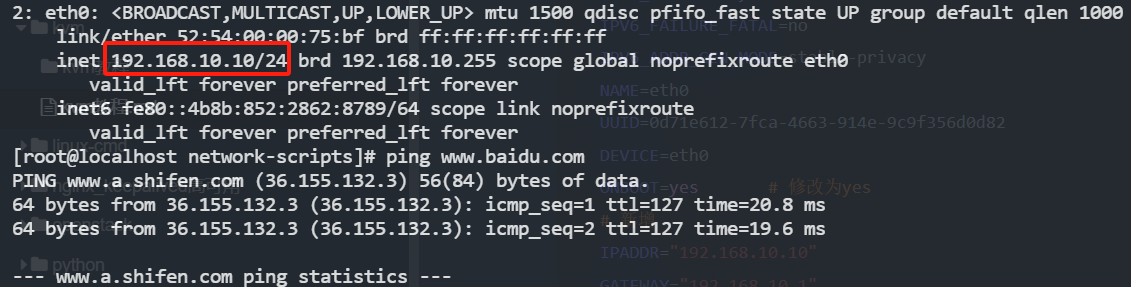 2: eth0: <BROADCAST,MULTICAST,UP,LOWER_UP> mtu 1500 qdisc pfifo_fast state UP group default qlen 1000
link/ether 52:54:00:00:75:bf brd ff:ff:ff:ff:ff:ff
inet 192.168.10.10/24 brd 192.168.10.255 scope global noprefixroute eth0
valid_lft forever preferred_lft forever
inet6 fe80::4b8b:852:2862:8789/64 scope link noprefixroute
valid_lft forever preferred_lft forever
[root@localhost network-scripts]# ping www.baidu.com
PING www.a.shifen.com (36.155.132.3) 56(84) bytes of data.
64 bytes from 36.155.132.3 (36.155.132.3): icmp_seq=1 ttl=127 time=20.8 ms
64 bytes from 36.155.132.3 (36.155.132.3): icmp_seq=2 ttl=127 time=19.6 ms
--- www.a.shifen.com ping statistics ---
IPV6_FAILURE_FATAL=no
-privacy
NAME=eth0
UUID=0d71e612-7fca-4663-914e-9c9f356d0d82
DEVICE=eth0
ONBOOT=yes # 修改为yes
IPADDR="192.168.10.10"
GATEWAY="192.168.10.1"
linux-cmd
python